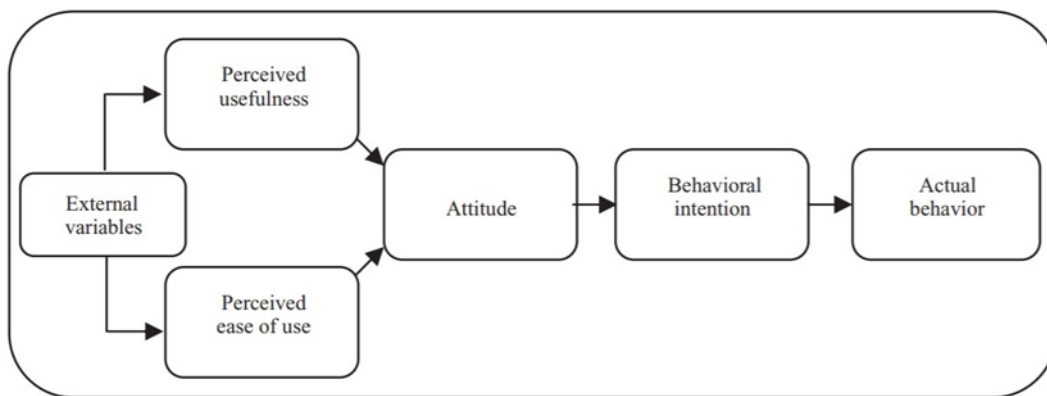 Perceived
usefulness
External
variables
Perceived
ease of use
Attitude
Behavioral
intention
Actual
behavior